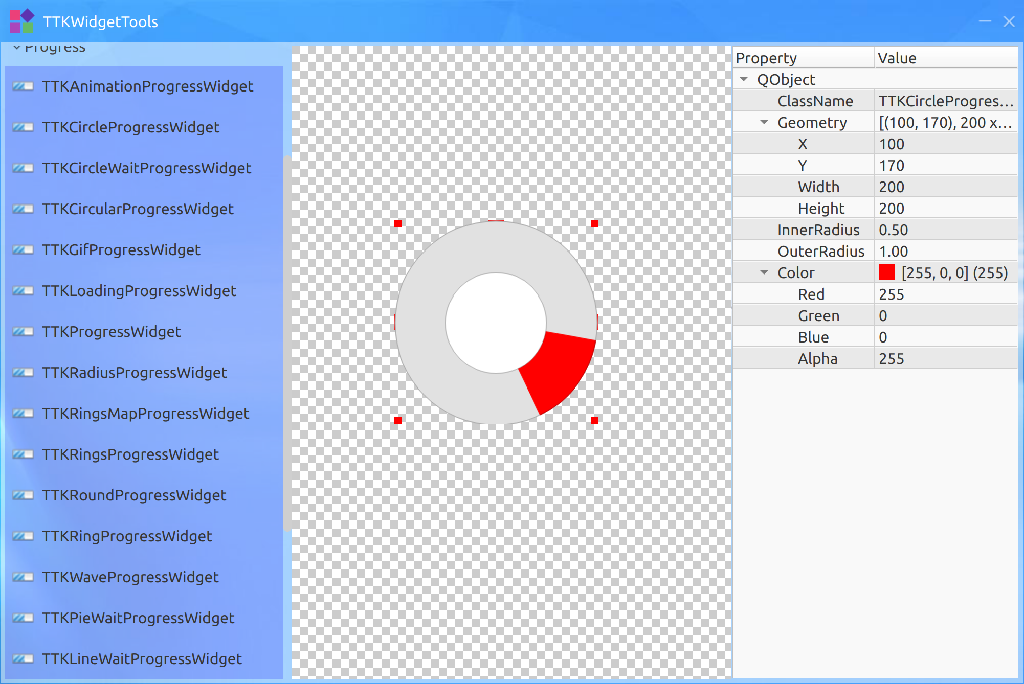 TTKWidgetTools
Progress
TTKAnimationProgressWidget
TTKCircleProgressWidget
TTKCircleWaitProgressWidget
TTKCircularProgressWidget
TTKGifProgressWidget
TTKLoadingProgressWidget
TTKProgressWidget
TTKRadiusProgressWidget
TTKRingsMapProgressWidget
TTKRingsProgressWidget
TTKRoundProgressWidget
TTKRingProgressWidget
TTKWaveProgressWidget
TTKPieWaitProgressWidget
TTKLineWaitProgressWidget
Property Value
QObject
ClassName TTKCircleProgres...
Geometry [(100, 170), 200 x...
X 100
Y 170
Width 200
Height 200
InnerRadius 0.50
OuterRadius 1.00
Color [255, 0, 0] (255)
Red 255
Green 0
Blue 0
Alpha 255